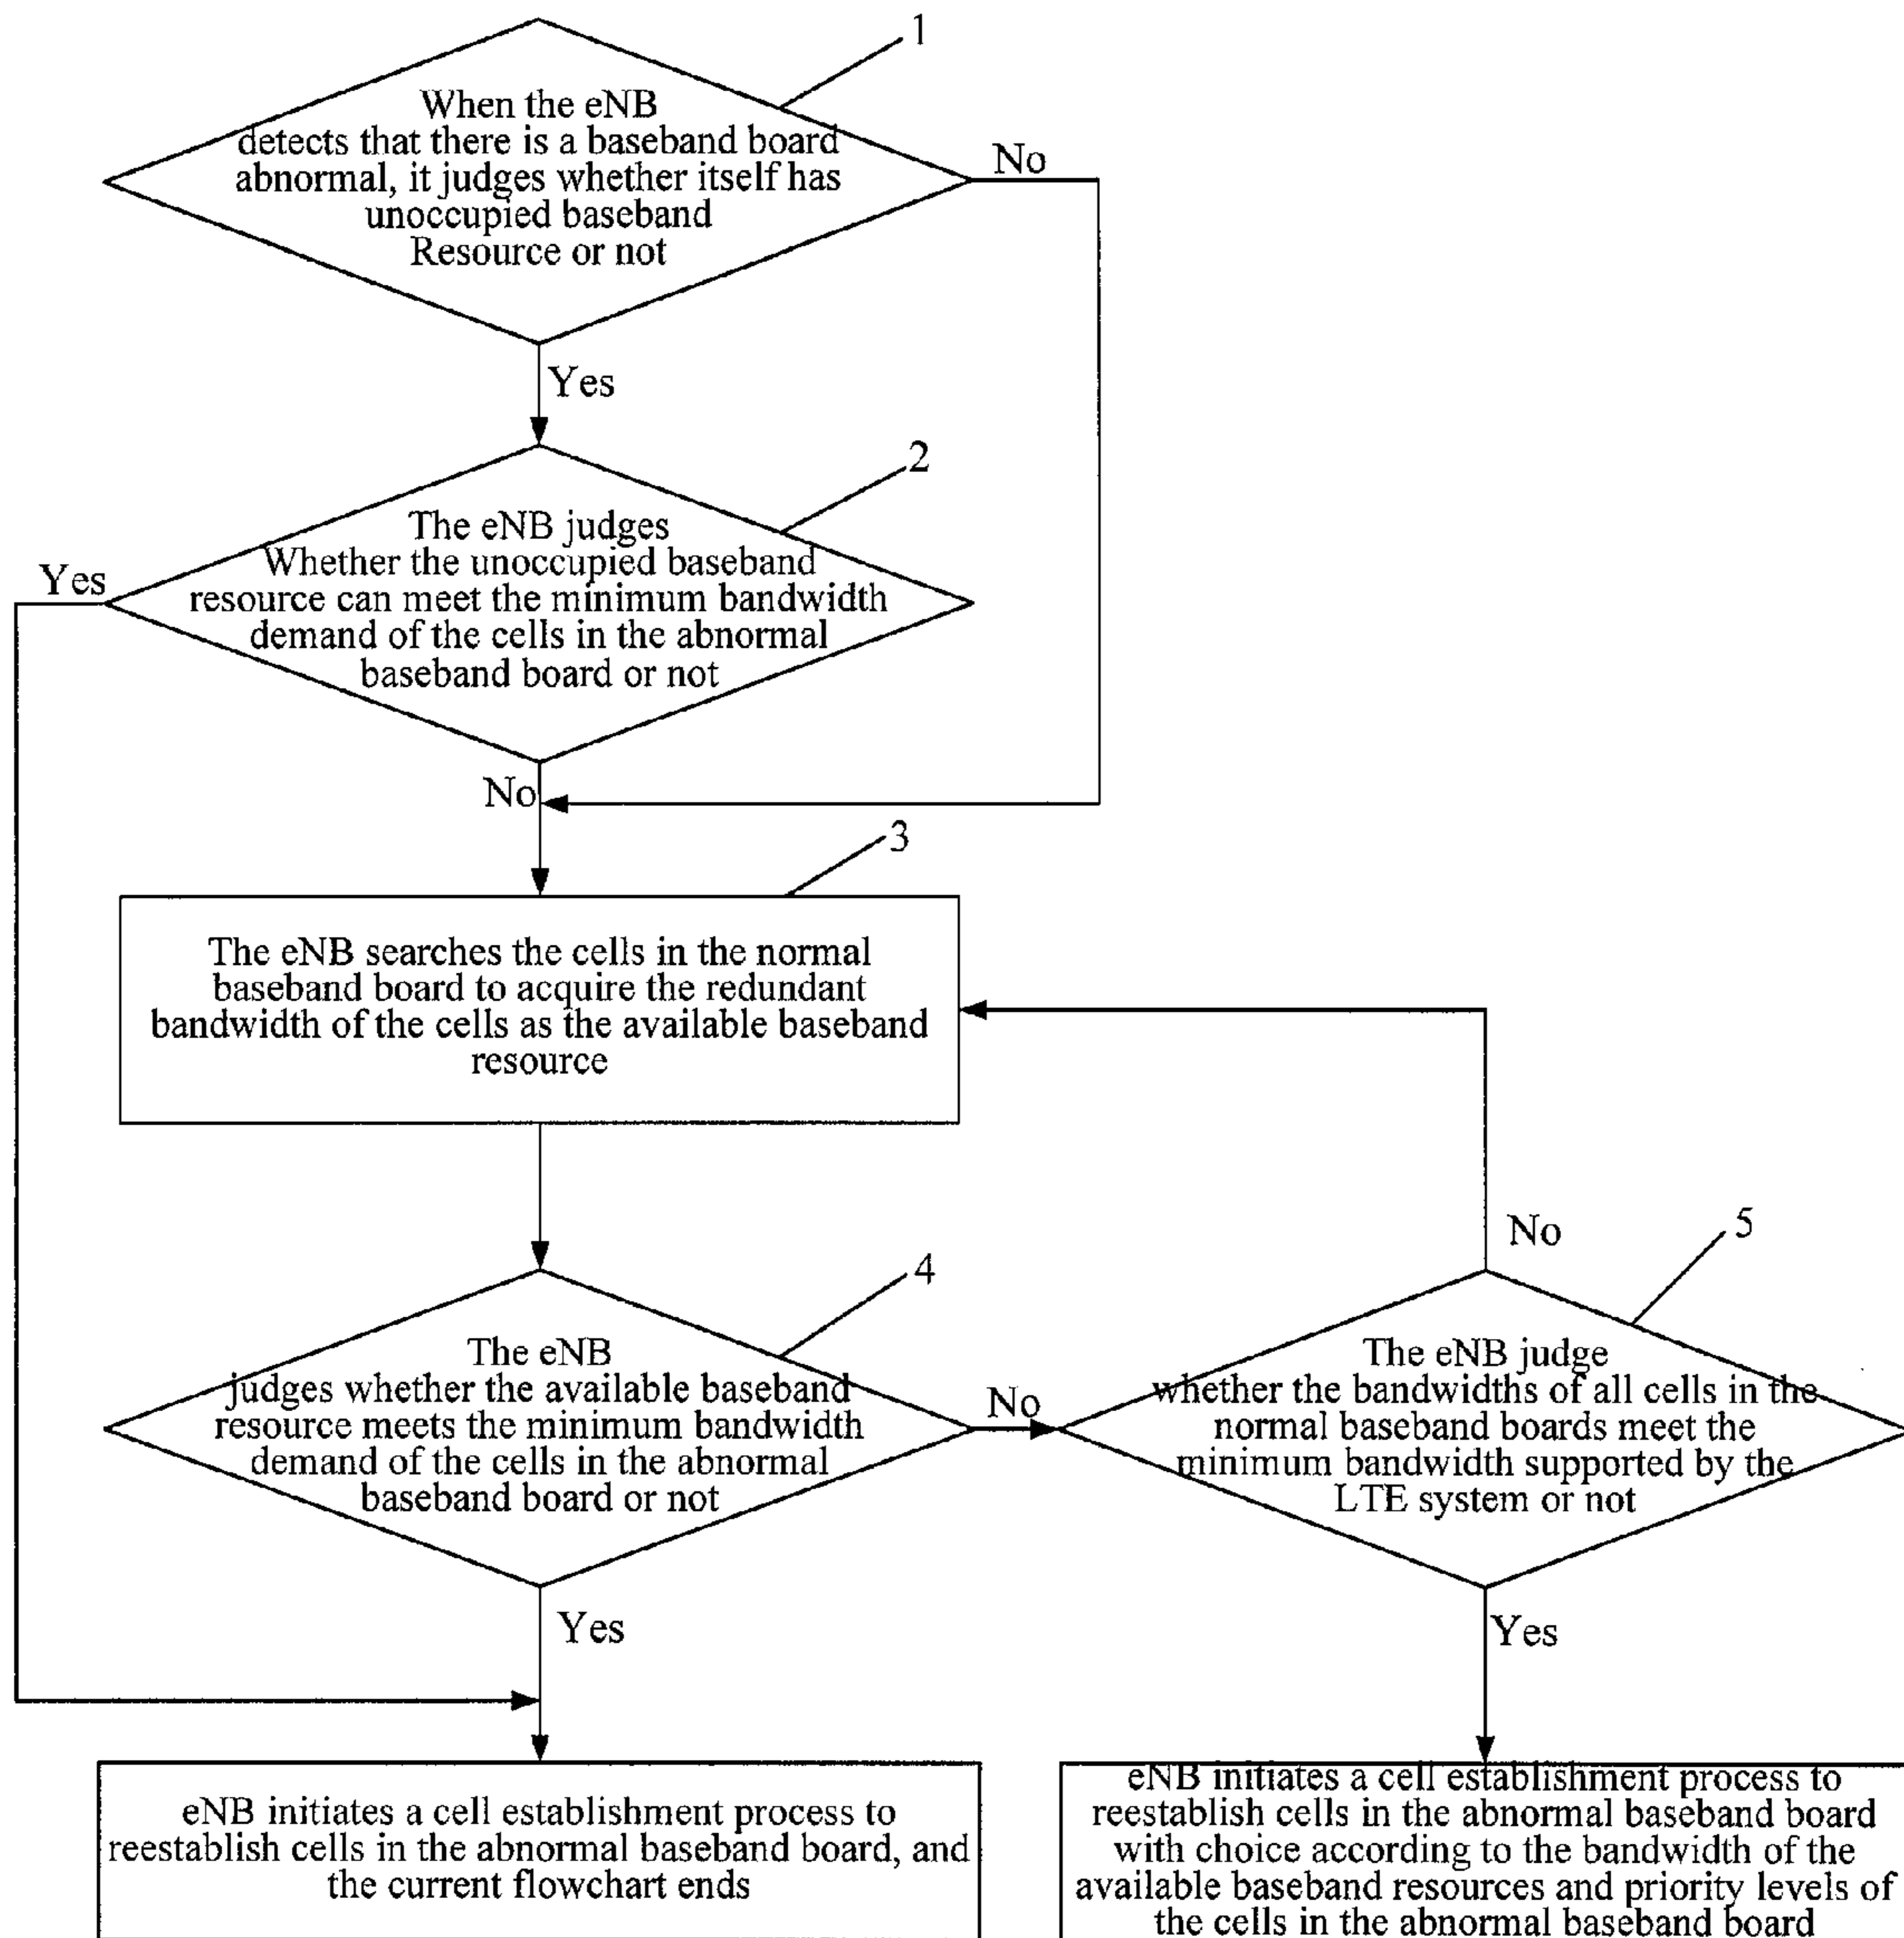 1
When the eNB
detects that there is a baseband board
abnormal, it judges whether itself has
unoccupied baseband
Resource or not
No
Yes
2
The eNB judges
Whether the unoccupied baseband
resource can meet the minimum bandwidth
demand of the cells in the abnormal
baseband board or not
Yes
No
3
The eNB searches the cells in the normal
baseband board to acquire the redundant
bandwidth of the cells as the available baseband
resource
4
The eNB
judges whether the available baseband
resource meets the minimum bandwidth
demand of the cells in the abnormal
baseband board or not
No
Yes
5
No
The eNB judge
whether the bandwidths of all cells in the
normal baseband boards meet the
minimum bandwidth supported by the
LTE system or not
Yes
eNB initiates a cell establishment process to
reestablish cells in the abnormal baseband board, and
the current flowchart ends
eNB initiates a cell establishment process to
reestablish cells in the abnormal baseband board
with choice according to the bandwidth of the
available baseband resources and priority levels of
the cells in the abnormal baseband board